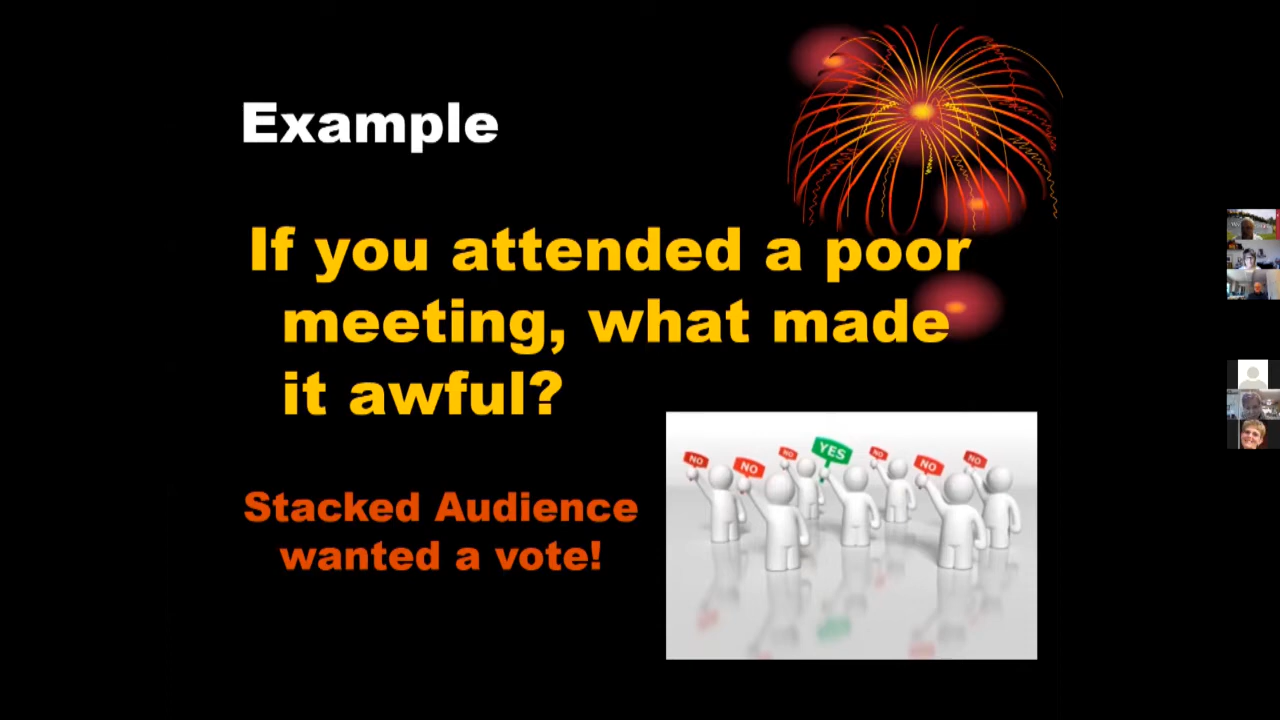 Example
If you attended a poor
meeting, what made
it awful?
Stacked Audience
wanted a vote!
NO
NO
NO
YES
NO
NO
NO